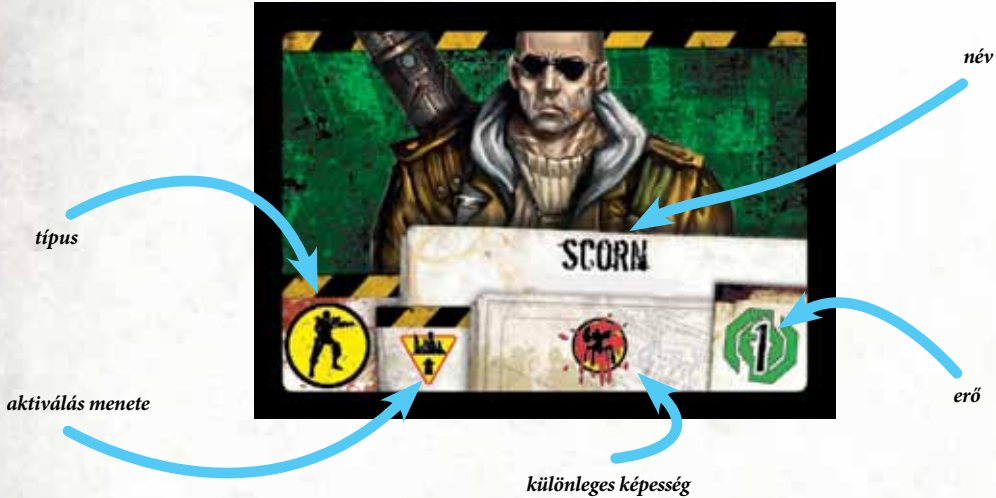 név
típus
SCORN
1
aktiválás menete
erő
különleges képesség